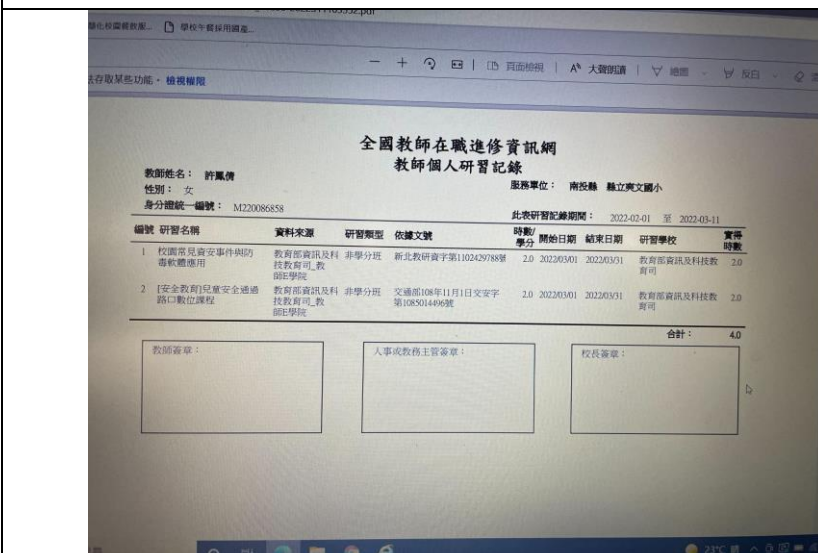 學校午餐採用國產...
頁面檢視 | A 大聲朗讀 | 繪圖
反白
法存取某些功能。 檢視權限
全國教師在職進修資訊網
教師個人研習記錄
教師姓名： 許鳳倩
服務單位： 南投縣 縣立爽文國小
性別： 女
身分證統一編號： M220086858
此表研習記錄期間： 2022-02-01 至 2022-03-11
編號 研習名稱 資料來源 研習類型 依據文號 時數/學分 開始日期 結束日期 研習學校 實得時數
1 校園常見資安事件與防 教育部資訊及科 非學分班 新北教研資字第1102429788號 2.0 2022/03/01 2022/03/31 教育部資訊及科技教 2.0
毒軟體應用 技教育司_教 育司
師E學院
2 [安全教育]兒童安全通過 教育部資訊及科 非學分班 交通部108年11月1日交安字 2.0 2022/03/01 2022/03/31 教育部資訊及科技教 2.0
路口數位課程 技教育司_教 第1085014496號 育司
師E學院
合計： 4.0
教師簽章： 人事或教務主管簽章： 校長簽章：
23°C